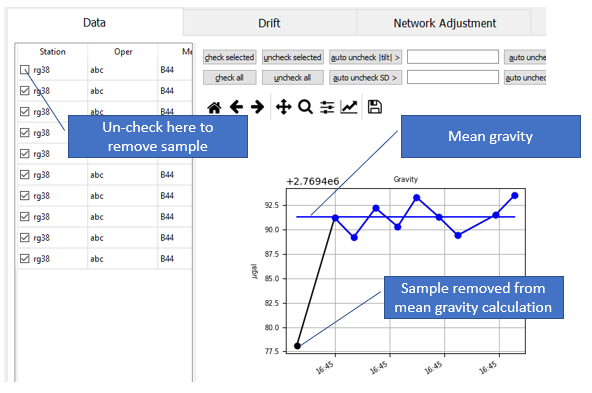 Data
Drift
Network Adjustment
Station Oper Me
check selected uncheck selected auto uncheck |tilt| > auto unche
check all uncheck all auto uncheck SD > auto unchec
rg38 abc B44
rg38 abc B44
rg38 abc B44
rg38
rg38
rg38 abc B44
rg38 abc B44
rg38 abc B44
rg38 abc B44
rg38 abc B44
Un-check here to
remove sample
Mean gravity
+2.7694e6
Gravity
92.5
90.0
87.5
85.0
82.5
80.0
77.5
µgal
Sample removed from
mean gravity calculation
16:45 16:45 16:45 16:45